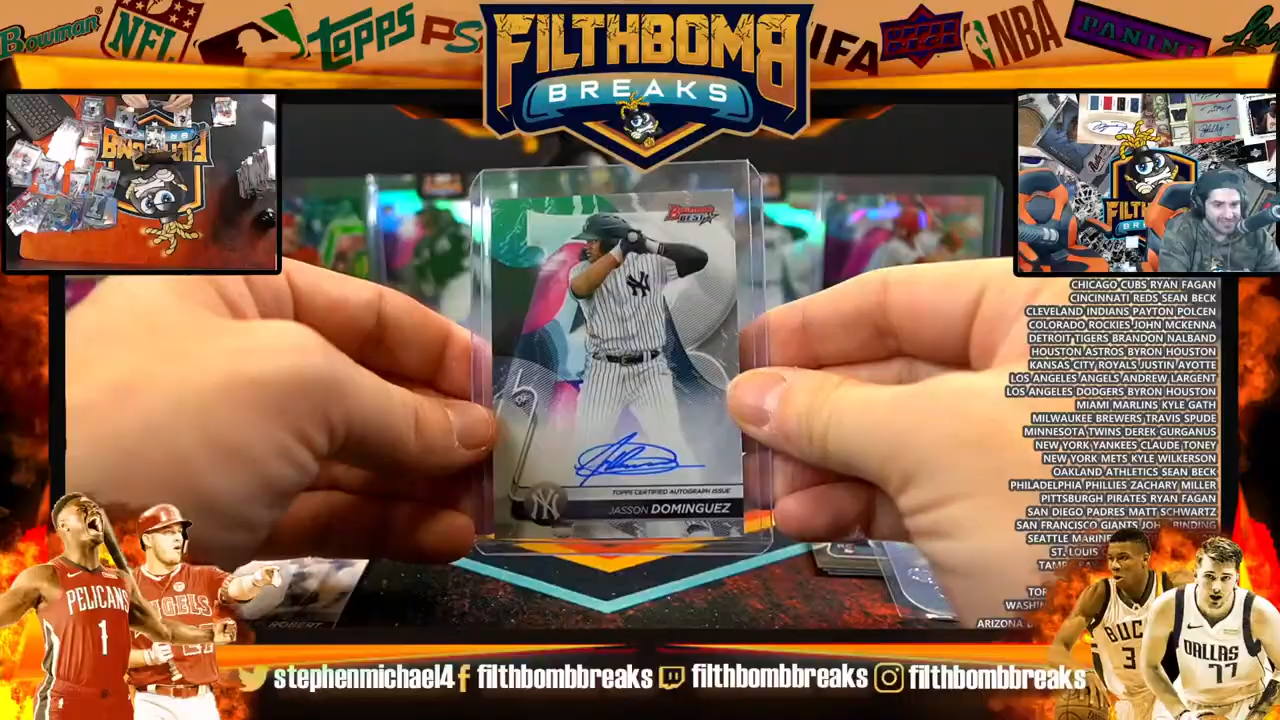 Bowman
NFL
topps
PS
FILTHBOMB
BREAKS
IFA
NBA
PANINI
BOWMAN'S
BEST
NY
TOPPS CERTIFIED AUTOGRAPH ISSUE
JASSON DOMINGUEZ
CHICAGO CUBS RYAN FAGAN
CINCINNATI REDS SEAN BECK
CLEVELAND INDIANS PAYTON POLCEN
COLORADO ROCKIES JOHN MCKENNA
DETROIT TIGERS BRANDON NALBAND
HOUSTON ASTROS BYRON HOUSTON
KANSAS CITY ROYALS JUSTIN AYOTTE
LOS ANGELES ANGELS ANDREW LARGENT
LOS ANGELES DODGERS BYRON HOUSTON
MIAMI MARLINS KYLE GATH
MILWAUKEE BREWERS TRAVIS SPUDE
MINNESOTA TWINS DEREK GURGANUS
NEW YORK YANKEES CLAUDE TONEY
NEW YORK METS KYLE WILKERSON
OAKLAND ATHLETICS SEAN BECK
PHILADELPHIA PHILLIES ZACHARY MILLER
PITTSBURGH PIRATES RYAN FAGAN
SAN DIEGO PADRES MATT SCHWARTZ
SAN FRANCISCO GIANTS
SEATTLE
ST. LOUIS
ARIZONA
PELICANS
1
ANGELS
ROBERT
BUC
3
DALLAS
77
stephenmichael4 filthbombbreaks filthbombbreaks filthbombbreaks